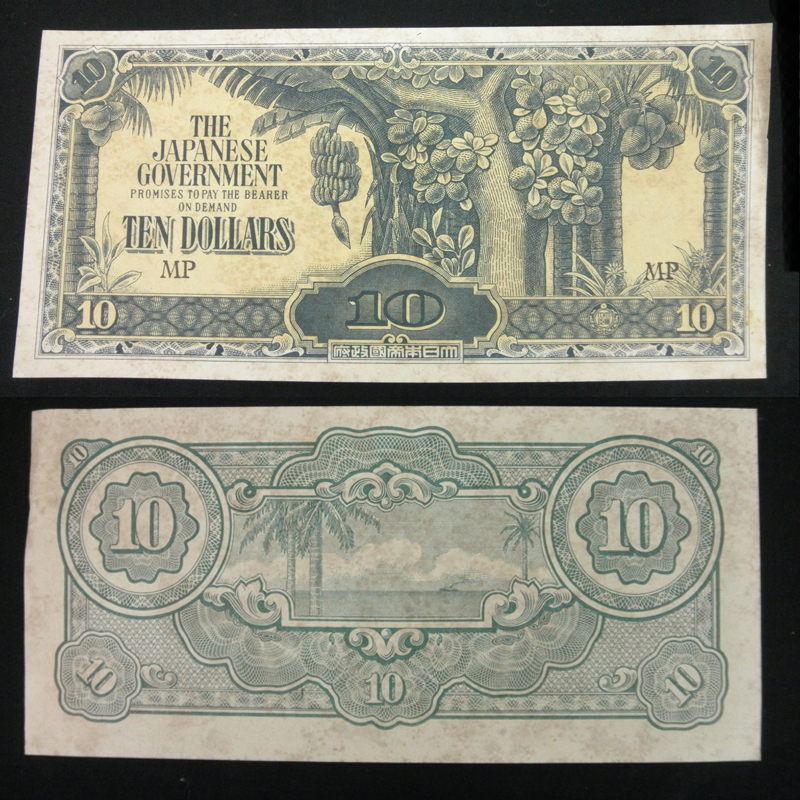 10
10
THE
JAPANESE
GOVERNMENT
PROMISES TO PAY THE BEARER
ON DEMAND
TEN DOLLARS
MP
MP
10
10
10
府政國帝本日大
10
10
10
10
10
10
10